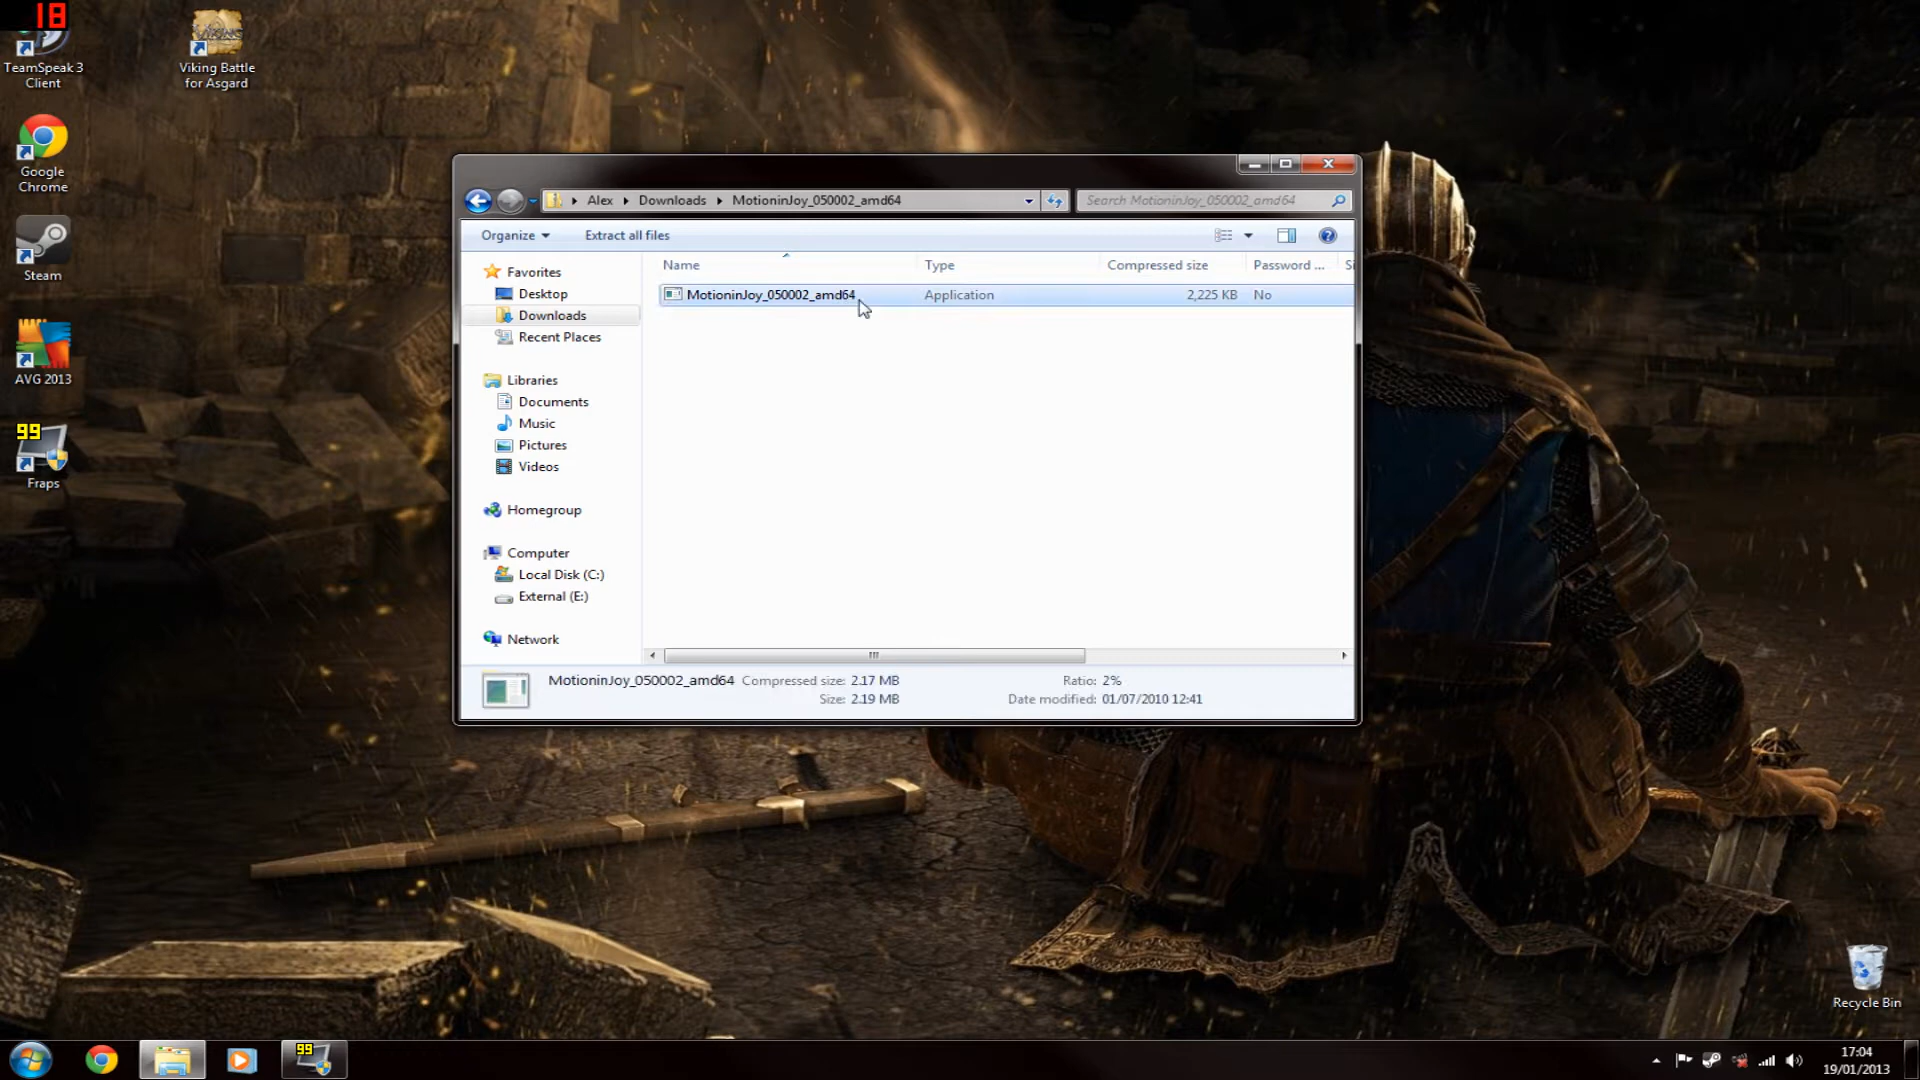 18
TeamSpeak 3
Client
Viking Battle
for Asgard
Google
Chrome
Steam
AVG 2013
99
Fraps
Alex
Downloads
MotioninJoy_050002_amd64
Search MotioninJoy_050002_amd64
Organize
Extract all files
Name
Type
Compressed size
Password ...
Si
MotioninJoy_050002_amd64
Application
2,225 KB
No
Favorites
Desktop
Downloads
Recent Places
Libraries
Documents
Music
Pictures
Videos
Homegroup
Computer
Local Disk (C:)
External (E:)
Network
MotioninJoy_050002_amd64 Compressed size: 2.17 MB Ratio: 2%
Size: 2.19 MB Date modified: 01/07/2010 12:41
Recycle Bin
99
17:04
19/01/2013